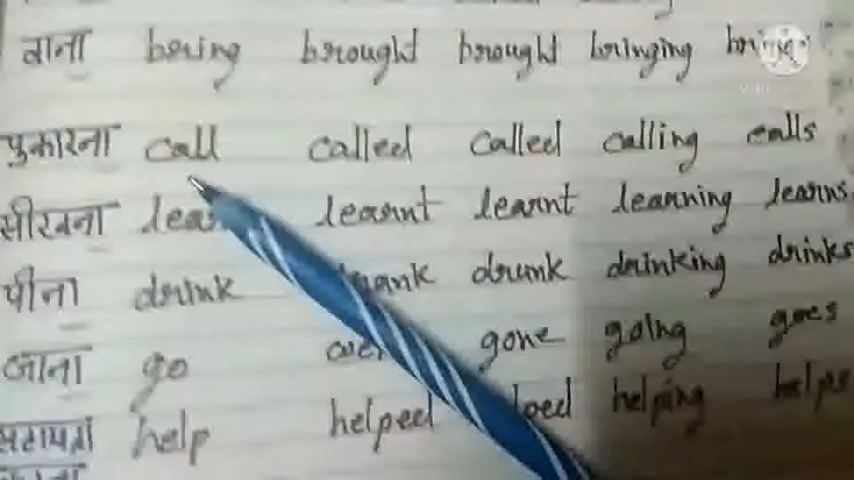 लाना bring brought brought bringing
पुकारना call called called calling calls
सीखना learnt learnt learning learns
पीना drink drunk drinking drinks
जाना go gone going goes
help helped helping helps